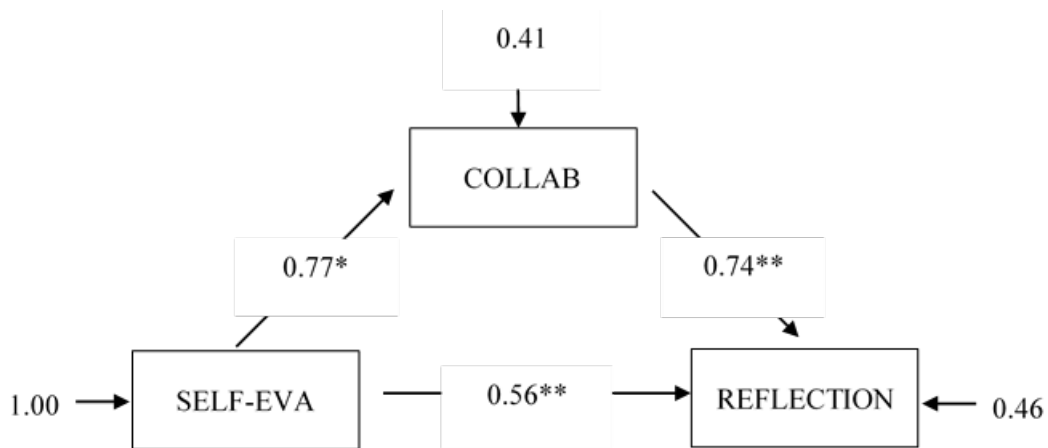 0.41
COLLAB
0.77*
0.74**
1.00
SELF-EVA
0.56**
REFLECTION
0.46